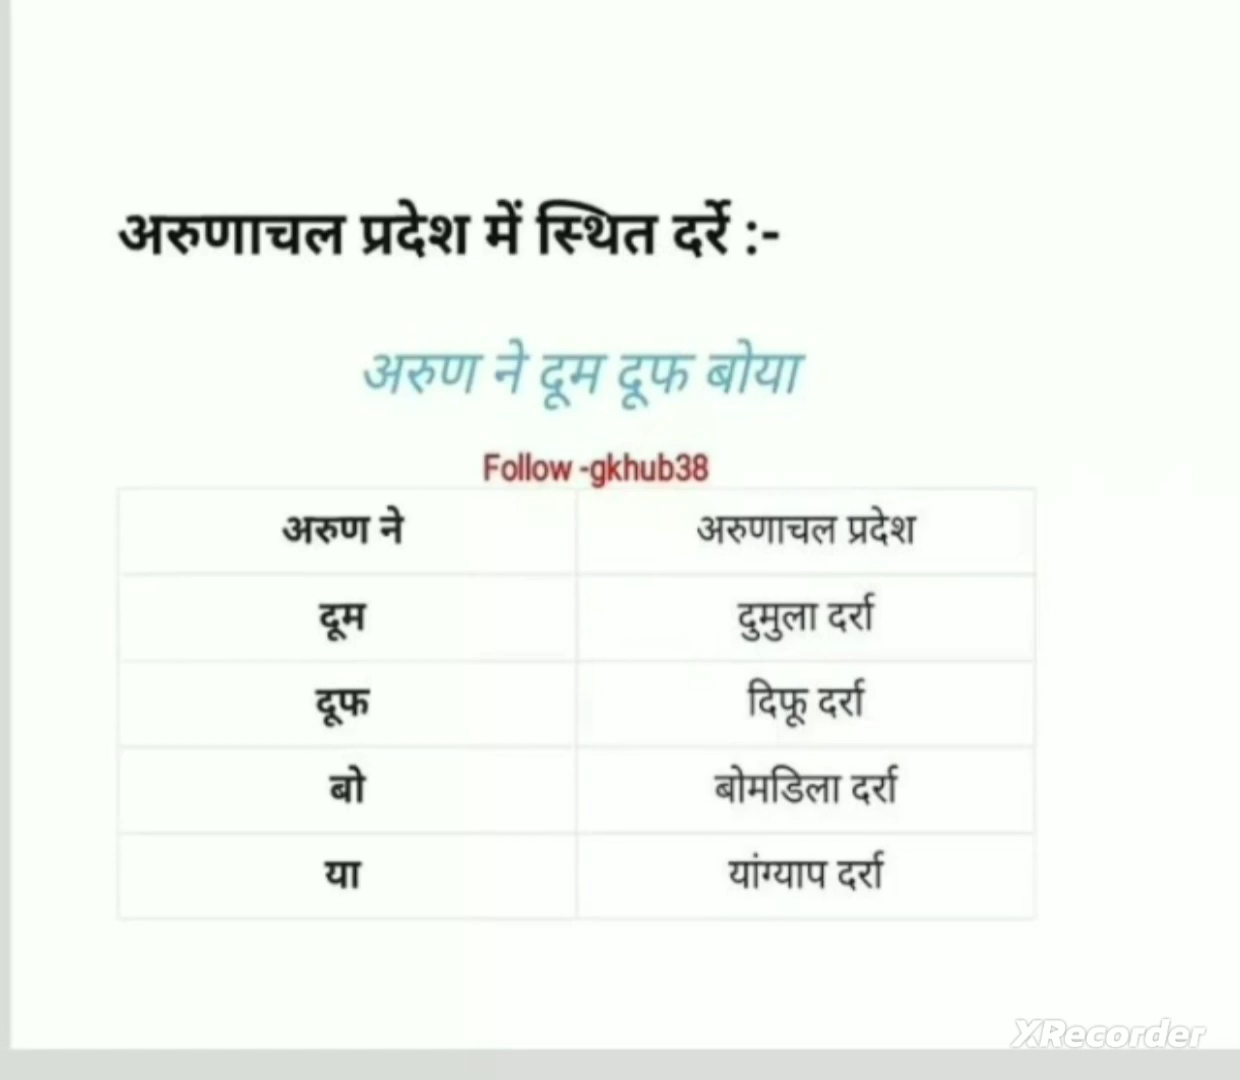 अरुणाचल प्रदेश में स्थित दर्रे :-
अरुण ने दूम दूफ बोया
Follow -gkhub38
अरुण ने अरुणाचल प्रदेश
दूम दुमुला दर्रा
दूफ दिफू दर्रा
बो बोमडिला दर्रा
या यांग्याप दर्रा
XRecorder